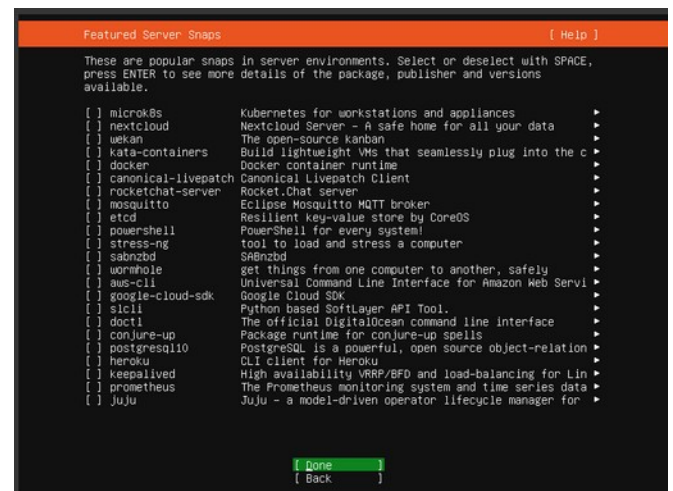 Featured Server Snaps [ Help ]
These are popular snaps in server environments. Select or deselect with SPACE,
press ENTER to see more details of the package, publisher and versions
available.
[ ] microk8s Kubernetes for workstations and appliances ▸
[ ] nextcloud Nextcloud Server - A safe home for all your data ▸
[ ] wekan The open-source kanban ▸
[ ] kata-containers Build lightweight VMs that seamlessly plug into the c ▸
[ ] docker Docker container runtime ▸
[ ] canonical-livepatch Canonical Livepatch Client ▸
[ ] rocketchat-server Rocket.Chat server ▸
[ ] mosquitto Eclipse Mosquitto MQTT broker ▸
[ ] etcd Resilient key-value store by CoreOS ▸
[ ] powershell PowerShell for every system! ▸
[ ] stress-ng tool to load and stress a computer ▸
[ ] sabnzbd SABnzbd ▸
[ ] wormhole get things from one computer to another, safely ▸
[ ] aws-cli Universal Command Line Interface for Amazon Web Servi ▸
[ ] google-cloud-sdk Google Cloud SDK ▸
[ ] slcli Python based SoftLayer API Tool. ▸
[ ] doctl The official DigitalOcean command line interface ▸
[ ] conjure-up Package runtime for conjure-up spells ▸
[ ] postgresql10 PostgreSQL is a powerful, open source object-relation ▸
[ ] heroku CLI client for Heroku ▸
[ ] keepalived High availability VRRP/BFD and load-balancing for Lin ▸
[ ] prometheus The Prometheus monitoring system and time series data ▸
[ ] juju Juju - a model-driven operator lifecycle manager for ▸
[ Done ]
[ Back ]